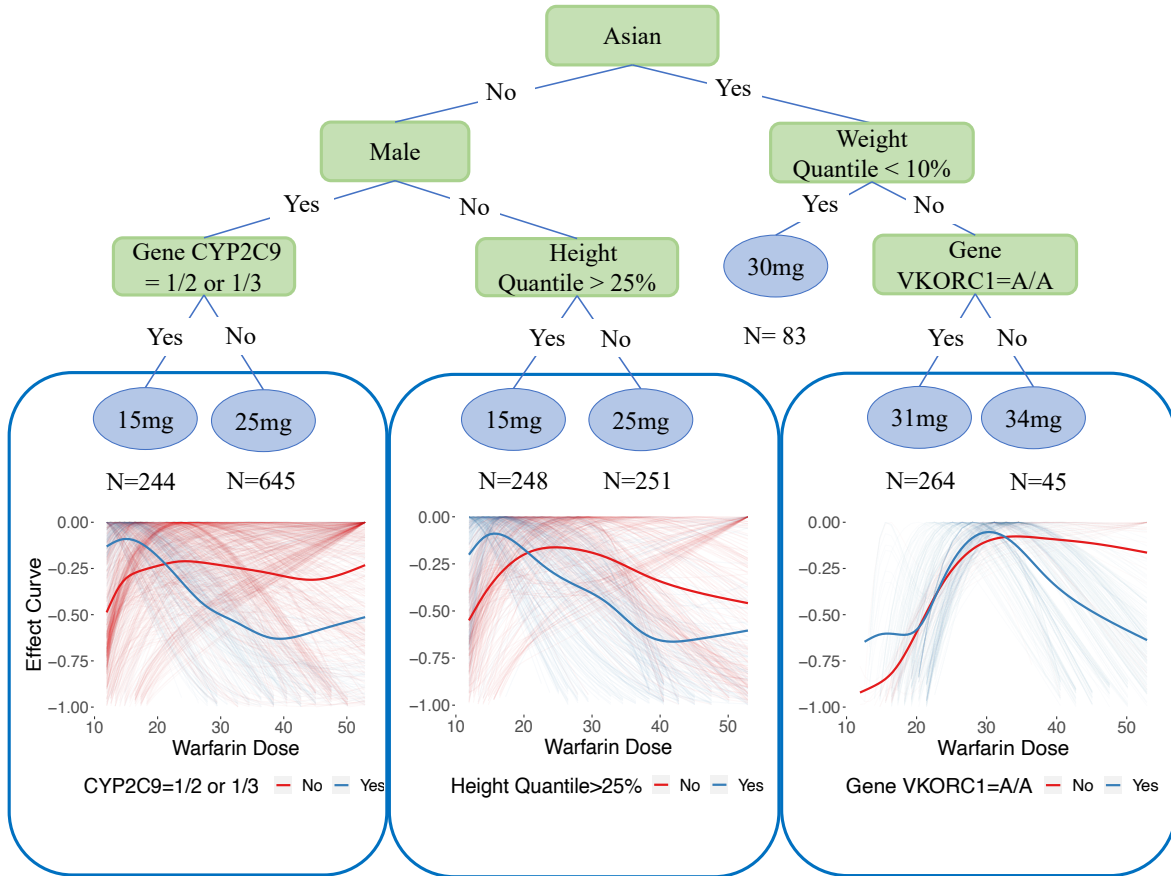 Asian
No
Yes
Male
Weight
Quantile < 10%
Yes
No
Yes
No
Gene CYP2C9
= 1/2 or 1/3
Height
Quantile > 25%
30mg
Gene
VKORC1=A/A
Yes
No
Yes
No
N= 83
Yes
No
15mg
25mg
15mg
25mg
31mg
34mg
N=244
N=645
N=248
N=251
N=264
N=45
Effect Curve
0.00
−0.25
−0.50
−0.75
−1.00
10
20
30
40
50
Warfarin Dose
CYP2C9=1/2 or 1/3
No
Yes
0.00
−0.25
−0.50
−0.75
−1.00
10
20
30
40
50
Warfarin Dose
Height Quantile>25%
No
Yes
0.00
−0.25
−0.50
−0.75
−1.00
10
20
30
40
50
Warfarin Dose
Gene VKORC1=A/A
No
Yes